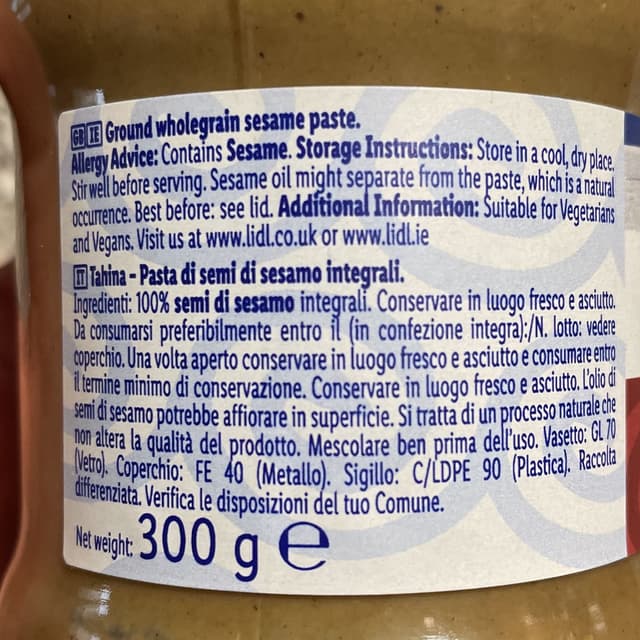 GB IE Ground wholegrain sesame paste.
Allergy Advice: Contains Sesame. Storage Instructions: Store in a cool, dry place.
Stir well before serving. Sesame oil might separate from the paste, which is a natural
occurrence. Best before: see lid. Additional Information: Suitable for Vegetarians
and Vegans. Visit us at www.lidl.co.uk or www.lidl.ie
IT Tahina - Pasta di semi di sesamo integrali.
Ingredienti: 100% semi di sesamo integrali. Conservare in luogo fresco e asciutto.
Da consumarsi preferibilmente entro il (in confezione integra):/N. lotto: vedere
coperchio. Una volta aperto conservare in luogo fresco e asciutto e consumare entro
il termine minimo di conservazione. Conservare in luogo fresco e asciutto. L'olio di
semi di sesamo potrebbe affiorare in superficie. Si tratta di un processo naturale che
non altera la qualità del prodotto. Mescolare ben prima dell'uso. Vasetto: GL 70
(Vetro). Coperchio: FE 40 (Metallo). Sigillo: C/LDPE 90 (Plastica). Raccolta
differenziata. Verifica le disposizioni del tuo Comune.
Net weight: 300 g e